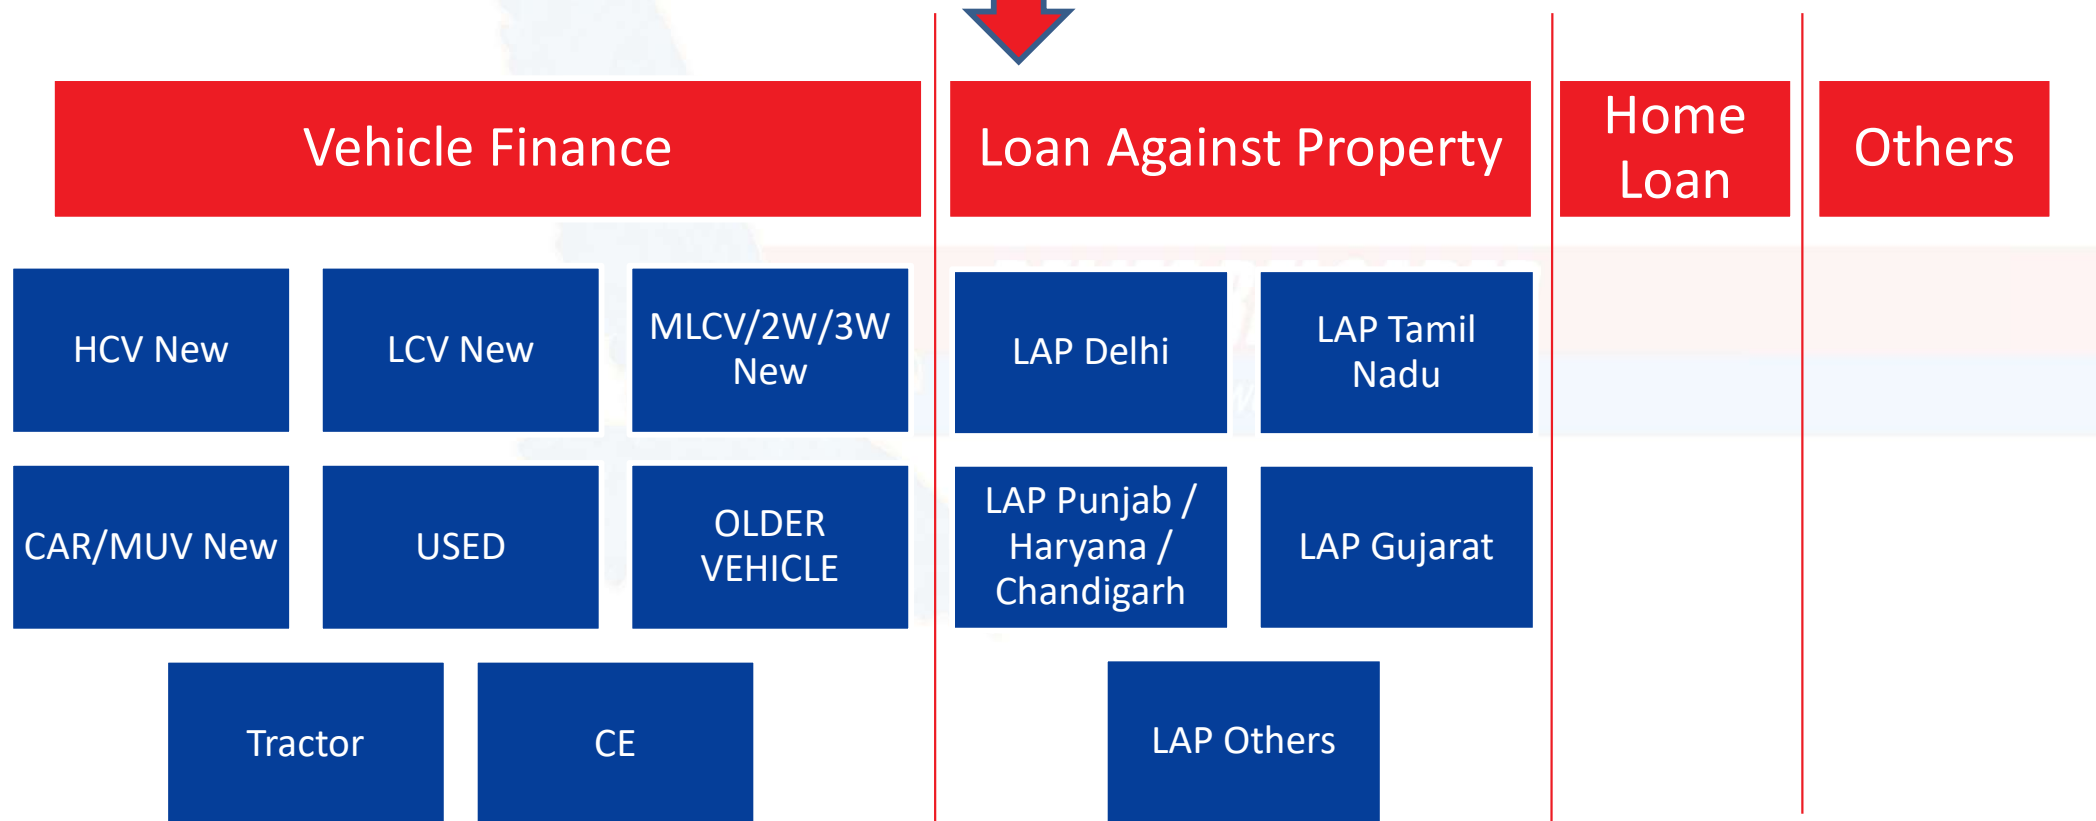 Vehicle Finance
Loan Against Property
Home
Loan
Others
HCV New
LCV New
MLCV/2W/3W
New
LAP Delhi
LAP Tamil
Nadu
CAR/MUV New
USED
OLDER
VEHICLE
LAP Punjab /
Haryana /
Chandigarh
LAP Gujarat
Tractor
CE
LAP Others